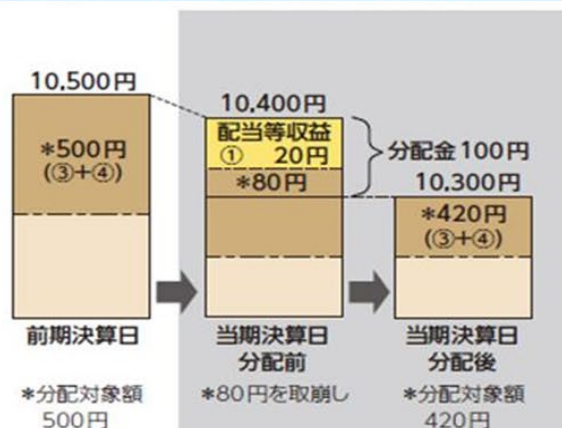 10,500円
*500円
(③+④)
前期決算日
*分配対象額
500円
10,400円
配当等収益
① 20円
*80円
分配金100円
当期決算日
分配前
*80円を取崩し
10,300円
*420円
(③+④)
当期決算日
分配後
*分配対象額
420円